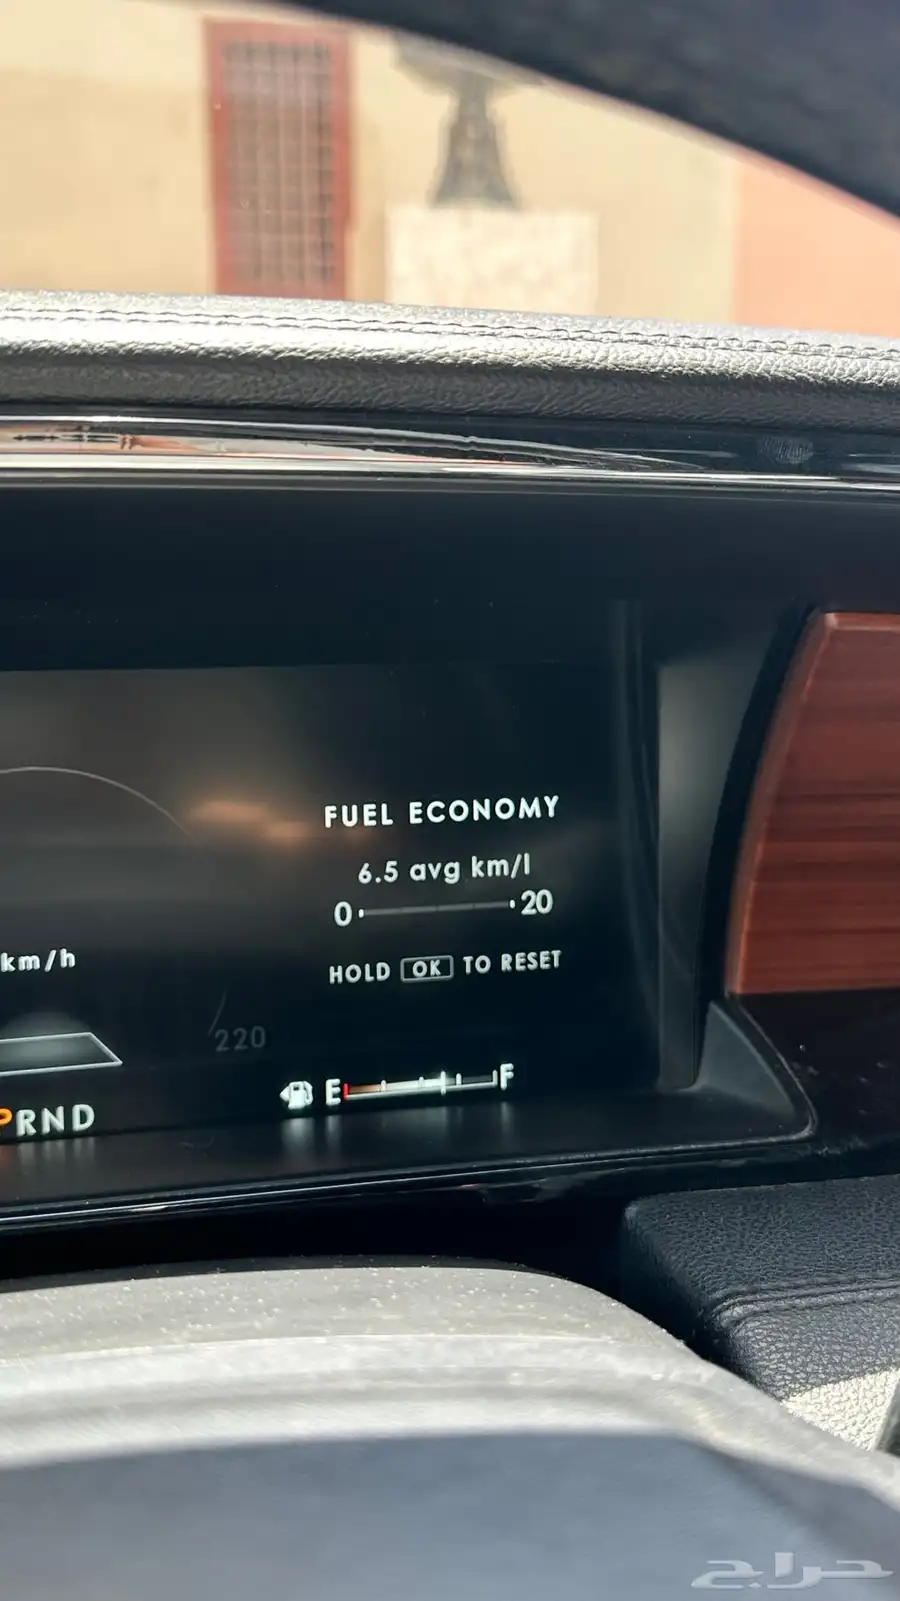 FUEL ECONOMY
6.5 avg km/l
0 20
HOLD OK TO RESET
km/h
220
E F
PRND
حراج